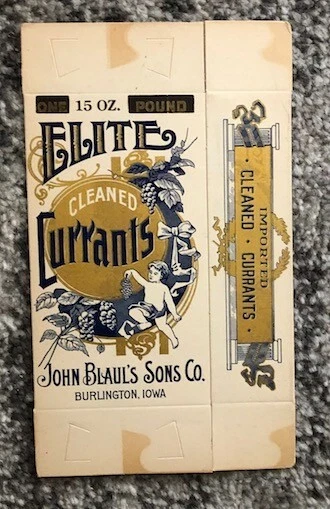 ONE 15 OZ. POUND
ELITE
CLEANED
Currants
JOHN BLAUL'S SONS CO.
BURLINGTON, IOWA
IMPORTED
· CLEANED · CURRANTS ·